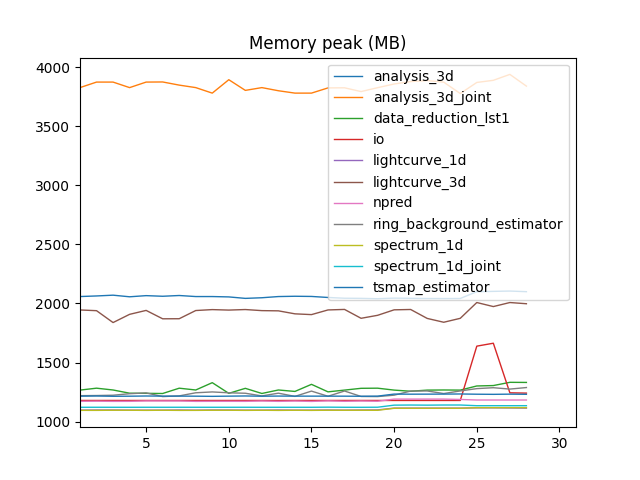 Memory peak (MB)
4000
3500
3000
2500
2000
1500
1000
5
10
15
20
25
30
analysis_3d
analysis_3d_joint
data_reduction_lst1
io
lightcurve_1d
lightcurve_3d
npred
ring_background_estimator
spectrum_1d
spectrum_1d_joint
tsmap_estimator